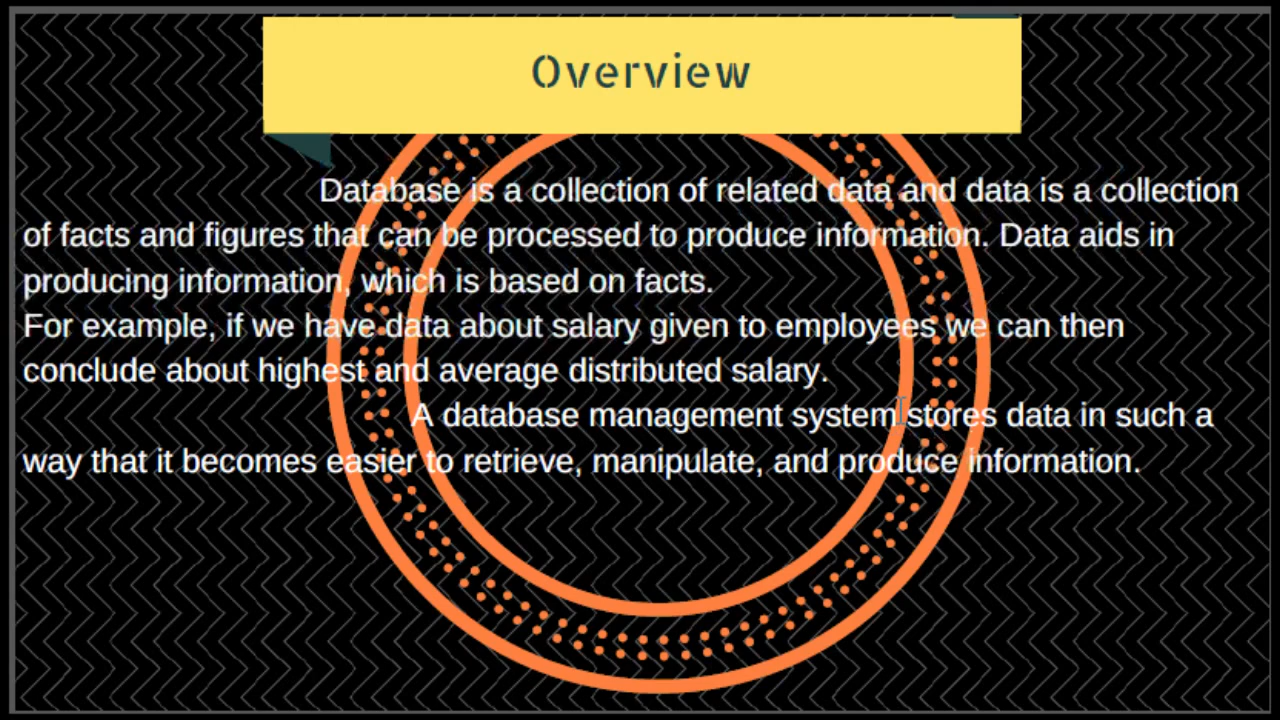 Overview
Database is a collection of related data and data is a collection
of facts and figures that can be processed to produce information. Data aids in
producing information, which is based on facts.
For example, if we have data about salary given to employees we can then
conclude about highest and average distributed salary.
A database management system stores data in such a
way that it becomes easier to retrieve, manipulate, and produce information.